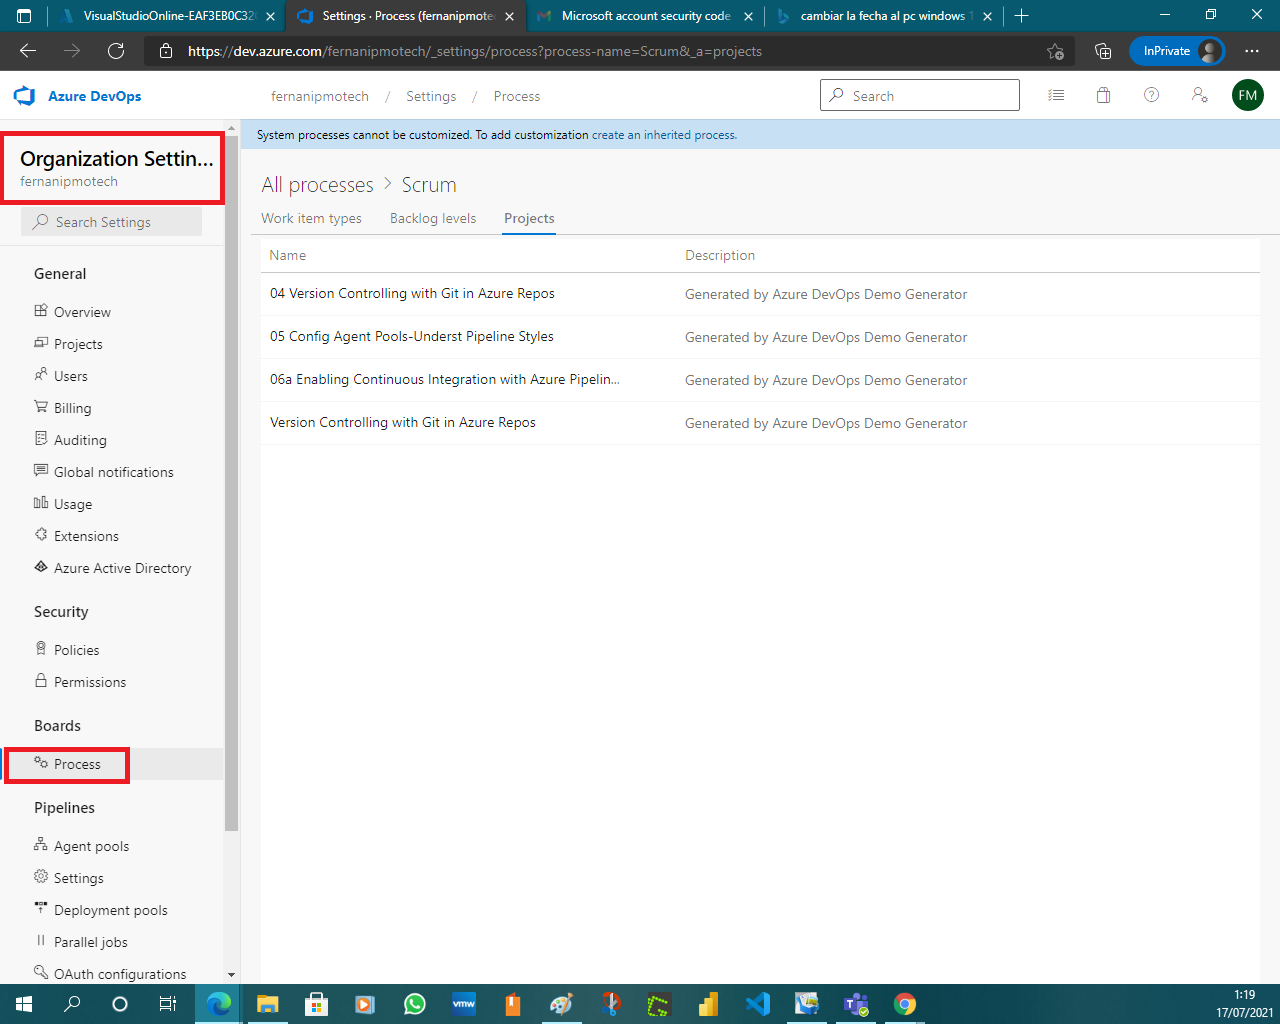 VisualStudioOnline-EAF3EB0C32
Settings · Process (fernanipmote
Microsoft account security code
cambiar la fecha al pc windows 1
https://dev.azure.com/fernanipmotech/_settings/process?process-name=Scrum&_a=projects
InPrivate
Azure DevOps
fernanipmotech / Settings / Process
Search
FM
System processes cannot be customized. To add customization create an inherited process.
Organization Settin...
fernanipmotech
Search Settings
General
Overview
Projects
Users
Billing
Auditing
Global notifications
Usage
Extensions
Azure Active Directory
Security
Policies
Permissions
Boards
Process
Pipelines
Agent pools
Settings
Deployment pools
Parallel jobs
OAuth configurations
All processes > Scrum
Work item types Backlog levels Projects
Name Description
04 Version Controlling with Git in Azure Repos Generated by Azure DevOps Demo Generator
05 Config Agent Pools-Underst Pipeline Styles Generated by Azure DevOps Demo Generator
06a Enabling Continuous Integration with Azure Pipelin... Generated by Azure DevOps Demo Generator
Version Controlling with Git in Azure Repos Generated by Azure DevOps Demo Generator
vmw
1:19
17/07/2021